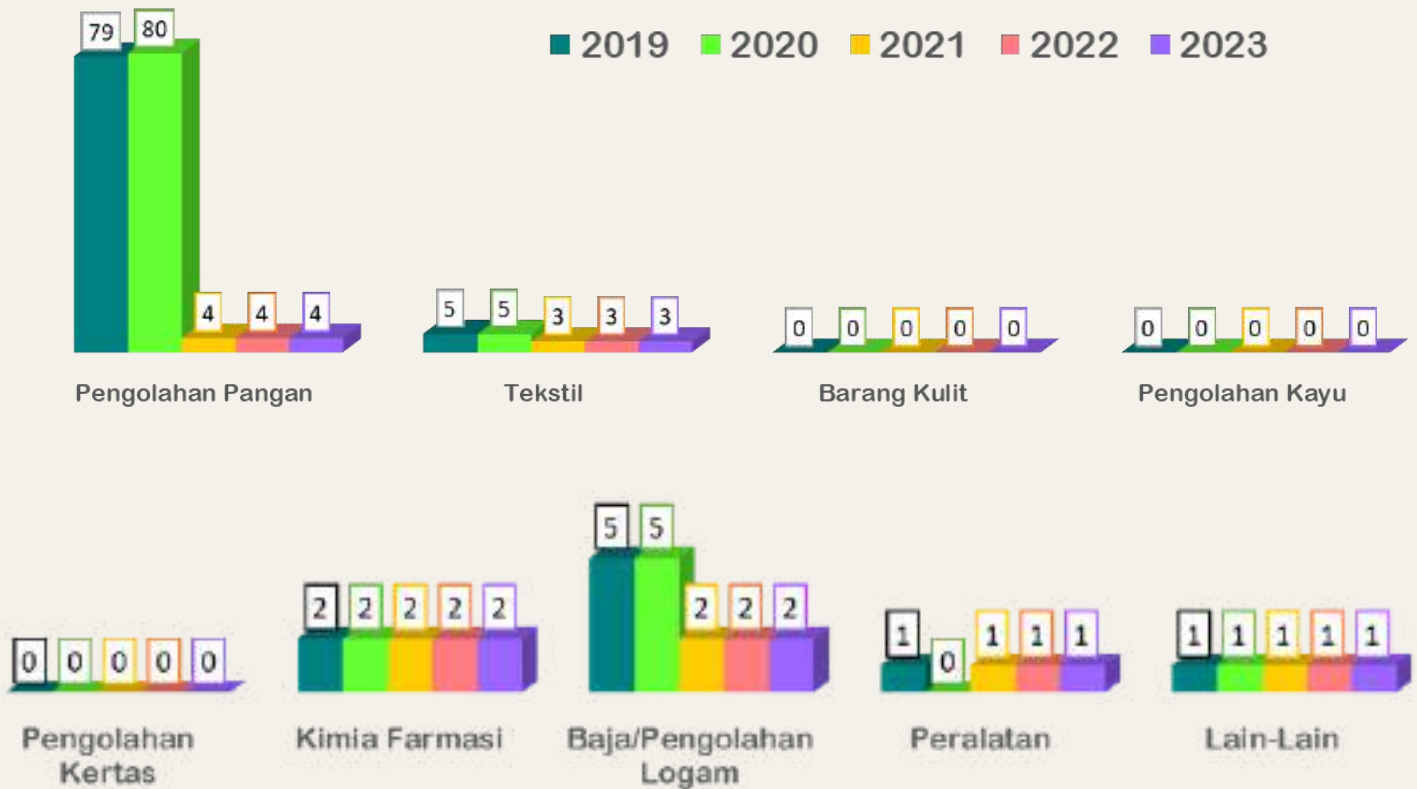 79 80
2019 2020 2021 2022 2023
4 4 4
5 5 3 3 3
0 0 0 0 0
0 0 0 0 0
Pengolahan Pangan
Tekstil
Barang Kulit
Pengolahan Kayu
0 0 0 0 0
2 2 2 2 2
5 5 2 2 2
1 0 1 1 1
1 1 1 1 1
Pengolahan
Kertas
Kimia Farmasi
Baja/Pengolahan
Logam
Peralatan
Lain-Lain